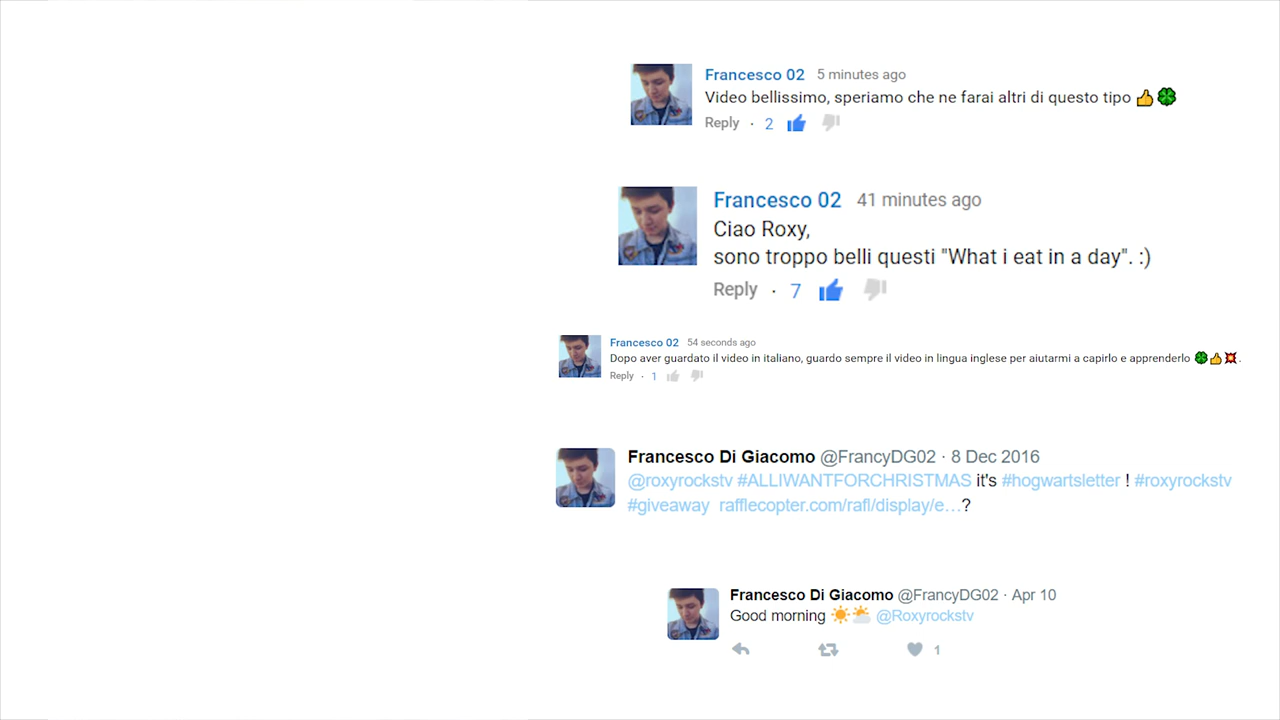 Francesco 02 5 minutes ago
Video bellissimo, speriamo che ne farai altri di questo tipo 👍🍀
Reply · 2
Francesco 02 41 minutes ago
Ciao Roxy,
sono troppo belli questi "What i eat in a day". :)
Reply · 7
Francesco 02 54 seconds ago
Dopo aver guardato il video in italiano, guardo sempre il video in lingua inglese per aiutarmi a capirlo e apprenderlo 🍀👍💥.
Reply · 1
Francesco Di Giacomo @FrancyDG02 · 8 Dec 2016
@roxyrockstv #ALLIWANTFORCHRISTMAS it's #hogwartsletter ! #roxyrockstv
#giveaway rafflecopter.com/rafl/display/e…?
Francesco Di Giacomo @FrancyDG02 · Apr 10
Good morning ☀️🌤️ @Roxyrockstv
1